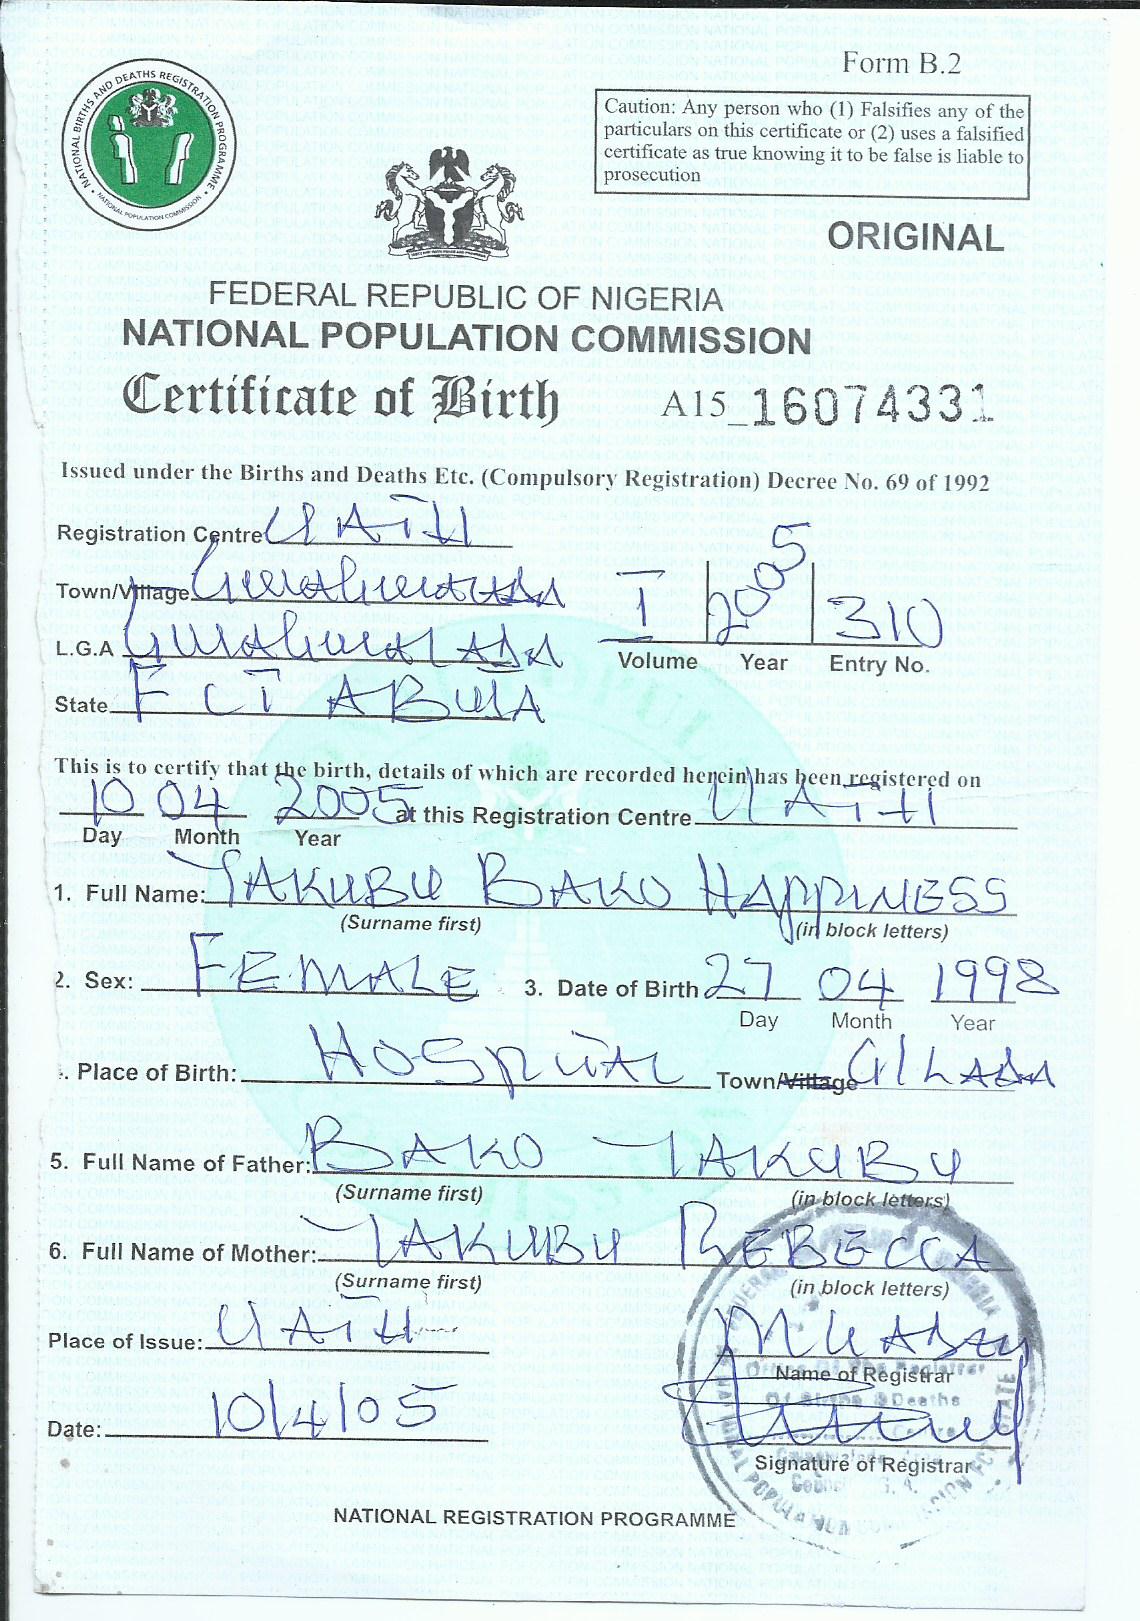 Form B.2
NATIONAL BIRTHS AND DEATHS REGISTRATION PROGRAMME
NATIONAL POPULATION COMMISSION
Caution: Any person who (1) Falsifies any of the
particulars on this certificate or (2) uses a falsified
certificate as true knowing it to be false is liable to
prosecution
ORIGINAL
FEDERAL REPUBLIC OF NIGERIA
NATIONAL POPULATION COMMISSION
Certificate of Birth A15_16074331
Issued under the Births and Deaths Etc. (Compulsory Registration) Decree No. 69 of 1992
Registration Centre UATH
Town/Village Gwagwalada I 2005 310
L.G.A GWAGWALADA Volume Year Entry No.
State FCT ABUJA
This is to certify that the birth, details of which are recorded herein has been registered on
10 04 2005 at this Registration Centre UATH
Day Month Year
1. Full Name: YAKUBU BAKO HAPPINESS
(Surname first) (in block letters)
2. Sex: FEMALE 3. Date of Birth 27 04 1998
Day Month Year
. Place of Birth: HOSPITAL Town/Village
5. Full Name of Father: BAKO YAKUBU
(Surname first) (in block letters)
6. Full Name of Mother: YAKUBU REBECCA
(Surname first) (in block letters)
Place of Issue: UATH
Name of Registrar
Office Of The Registrar
Of Births & Deaths
Date: 10/4/05
Signature of Registrar
NATIONAL REGISTRATION PROGRAMME